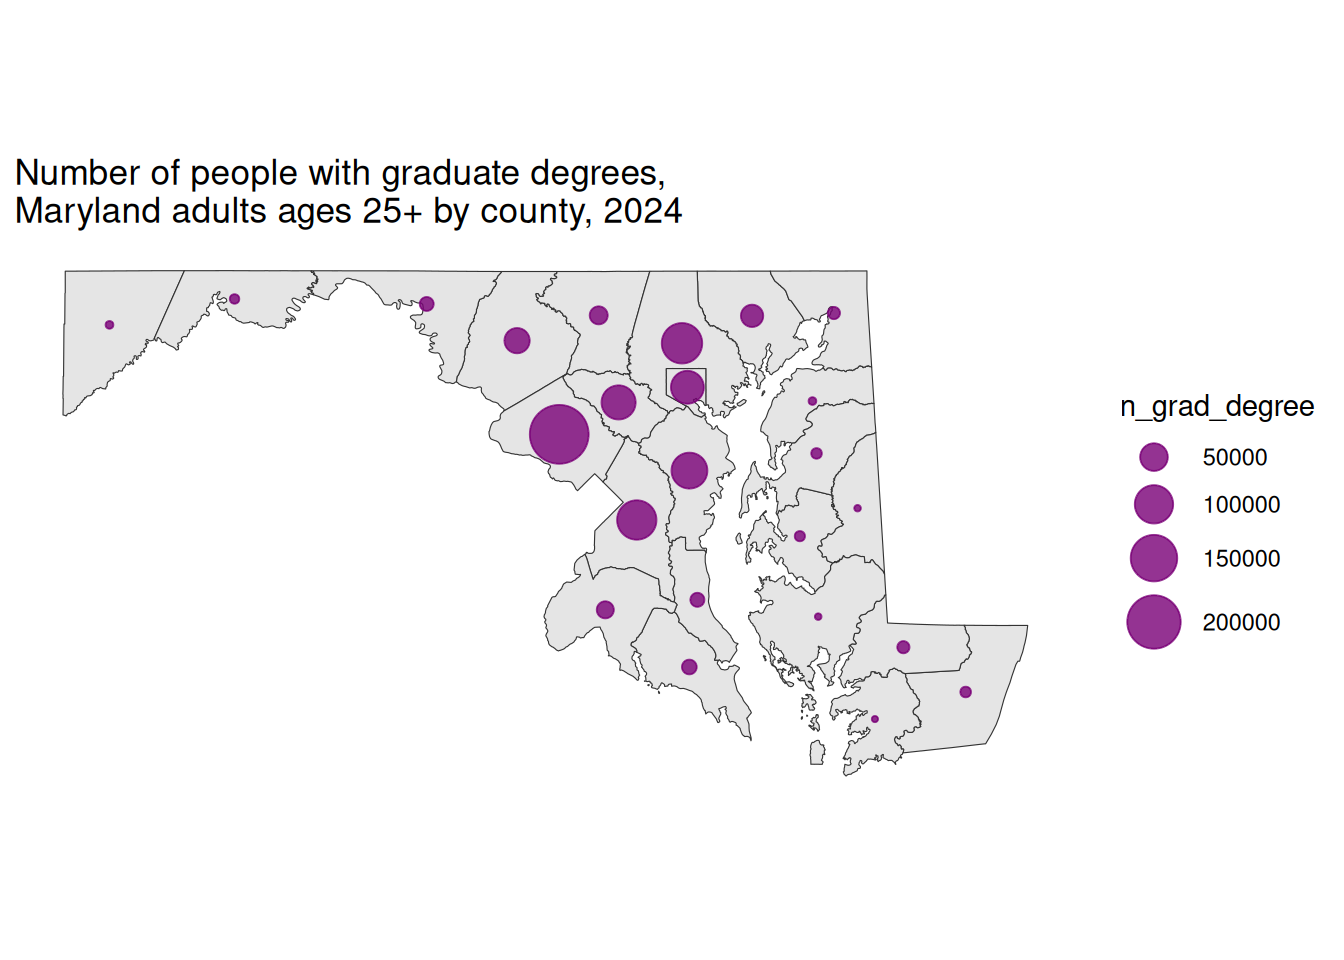 Number of people with graduate degrees,
Maryland adults ages 25+ by county, 2024
n_grad_degree
50000
100000
150000
200000